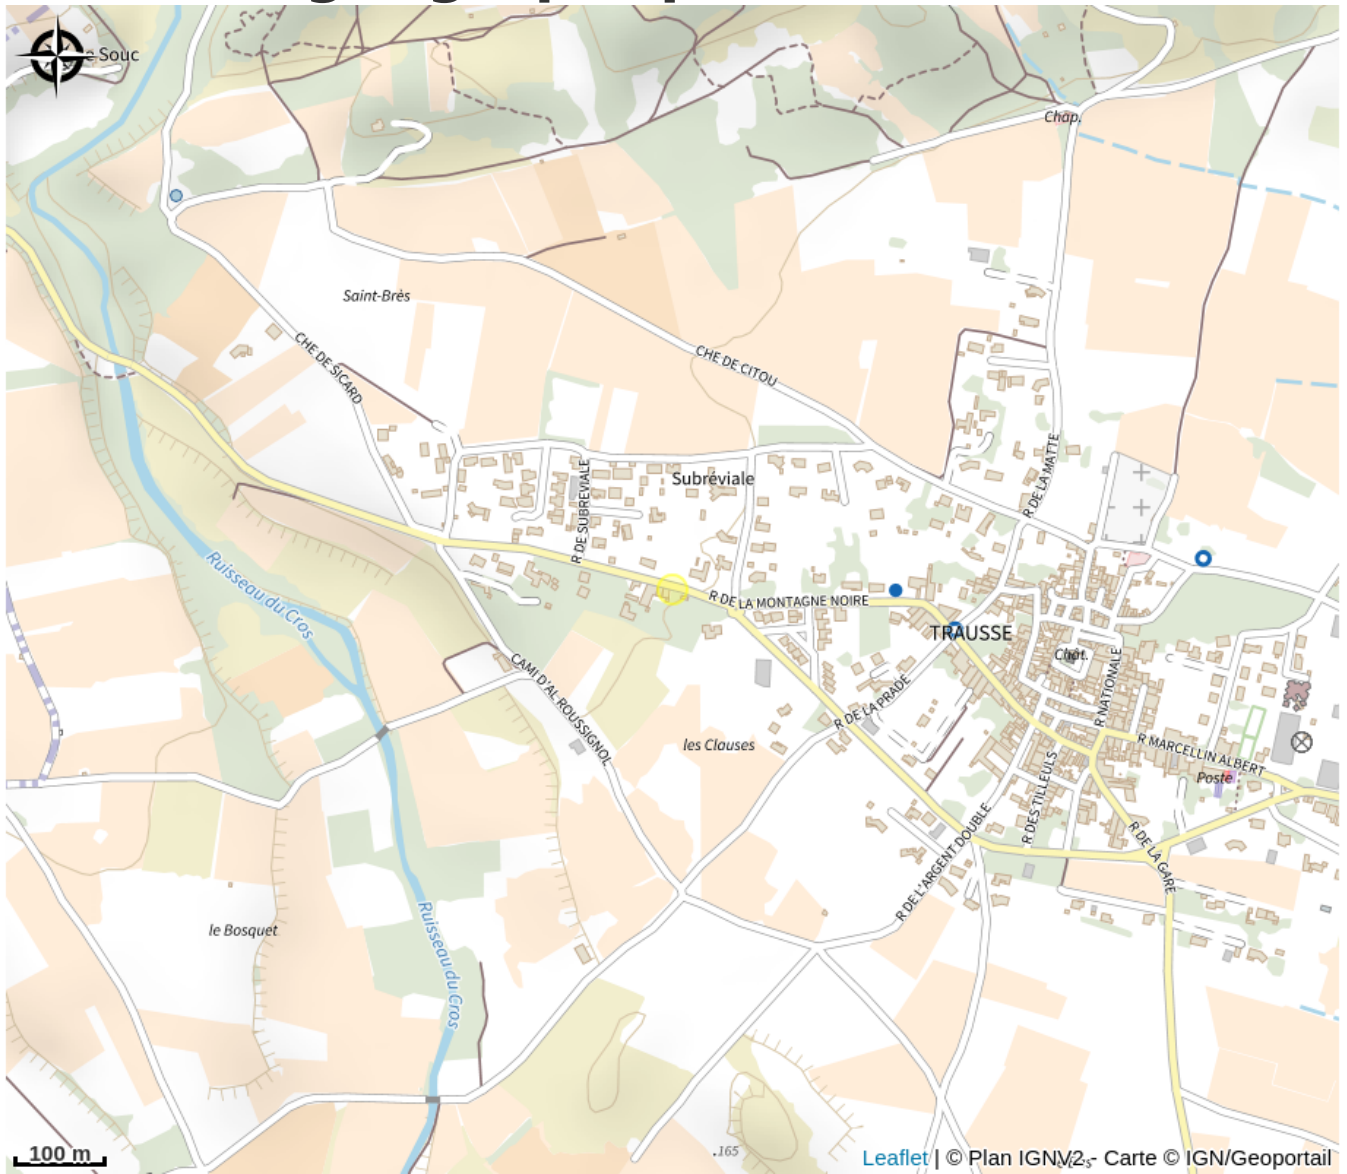 Souc
Chap.
Saint-Brès
CHE DE SICARD
CHE DE CITOU
R DE LA MATTE
Subréviale
R DE SUBREVIALE
Ruisseau du Cros
R DE LA MONTAGNE NOIRE
TRAUSSE
Chât.
CAMI D'AL ROUSSIGNOL
R DE LA PRADE
R NATIONALE
les Clauses
R MARCELLIN ALBERT
Poste
R DES TILLEULS
R DE L'ARGENT DOUBLE
R DE LA GARE
le Bosquet
Ruisseau du Cros
.165
100 m
Leaflet | © Plan IGNV2 - Carte © IGN/Geoportail